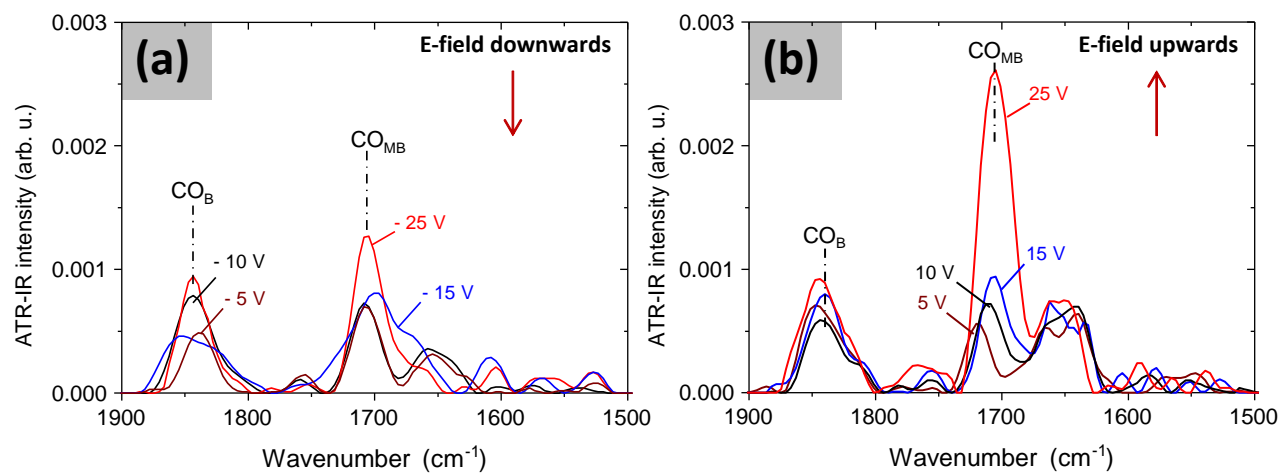 (a)
E-field downwards
CO_B
CO_MB
- 10 V
- 5 V
- 25 V
- 15 V
0.003
0.002
0.001
0.000
ATR-IR intensity (arb. u.)
1900 1800 1700 1600 1500
Wavenumber (cm⁻¹)
(b)
E-field upwards
CO_MB
25 V
CO_B
15 V
10 V
5 V
0.003
0.002
0.001
0.000
ATR-IR intensity (arb. u.)
1900 1800 1700 1600 1500
Wavenumber (cm⁻¹)